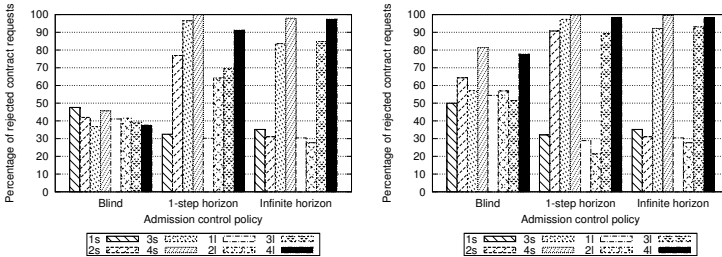 Percentage of rejected contract requests
100
90
80
70
60
50
40
30
20
10
0
Blind 1-step horizon Infinite horizon
Admission control policy
1s 3s 1l 3l
2s 4s 2l 4l
Percentage of rejected contract requests
100
90
80
70
60
50
40
30
20
10
0
Blind 1-step horizon Infinite horizon
Admission control policy
1s 3s 1l 3l
2s 4s 2l 4l